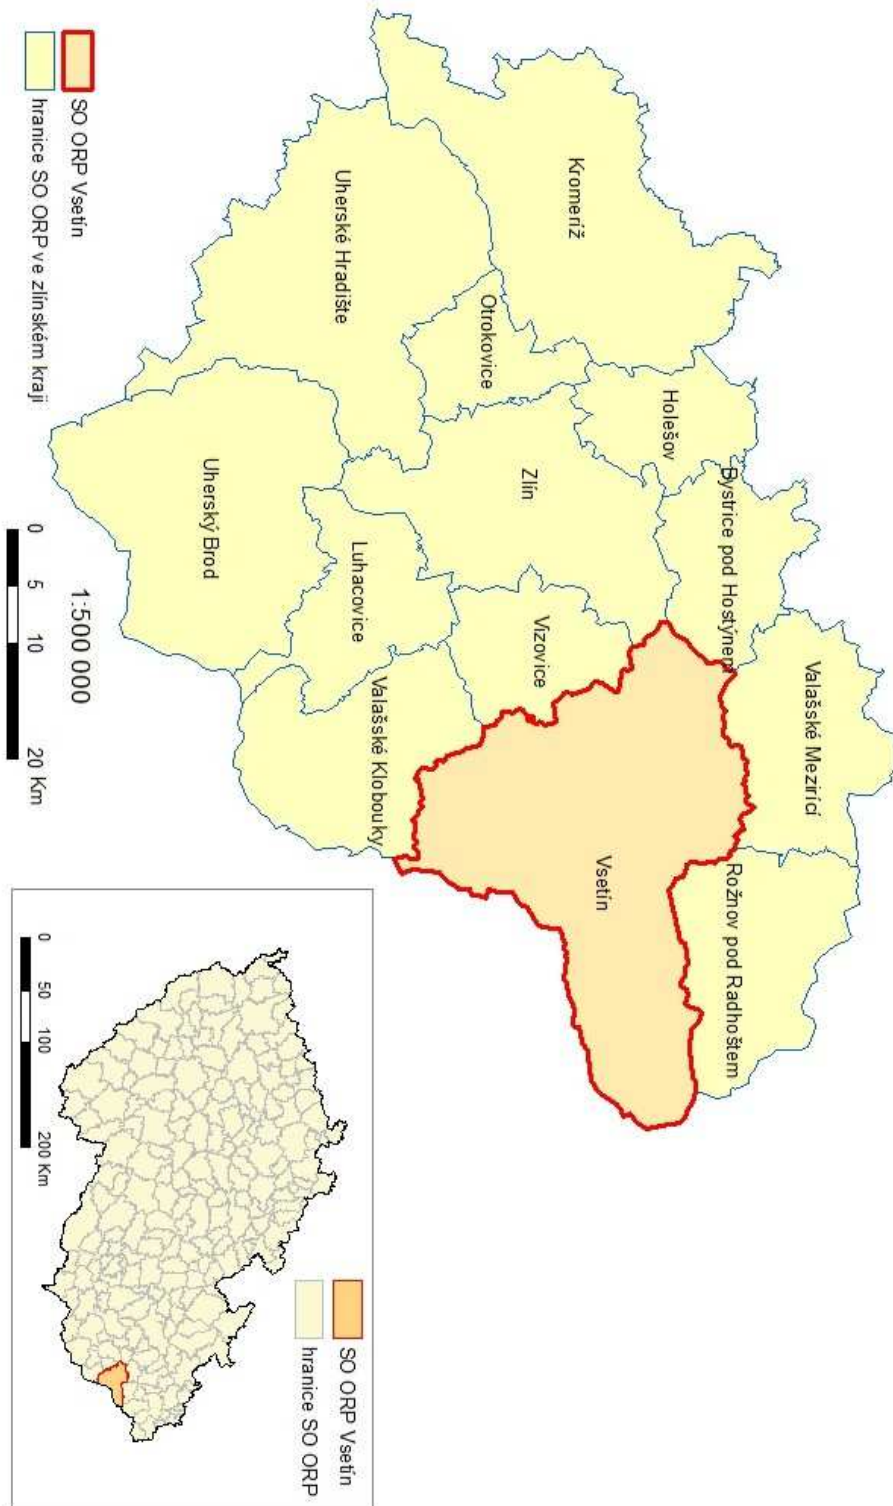 Valašské Mezirící
Rožnov pod Radhoštem
Bystrice pod Hostýnem
Holešov
Kromeríž
Vsetín
Zlín
Vizovice
Otrokovice
Uherské Hradište
Luhacovice
Valašské Klobouky
Uherský Brod
1:500 000
0 5 10 20 Km
SO ORP Vsetín
hranice SO ORP ve zlínském kraji
SO ORP Vsetín
hranice SO ORP
0 50 100 200 Km